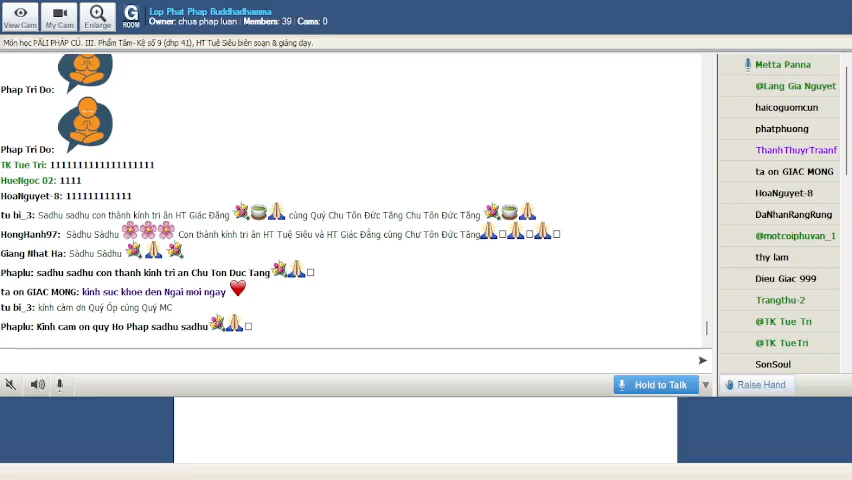 Lop Phat Phap Buddhadhamma
Owner: chua phap luan , Members: 39 , Cams: 0
View Cam
My Cam
Enlarge
G ROOM
Môn học PĀLI PHÁP CÚ. III. Phẩm Tâm- Kệ số 9 (dhp 41), HT Tuệ Siêu biên soạn & giảng dạy.
Phap Tri Do:
Phap Tri Do:
TK Tue Tri: 1111111111111111111
HueNgoc 02: 1111
HoaNguyet-8: 111111111111
tu bi_3: Sadhu sadhu con thành kính tri ân HT Giác Đăng cùng Quý Chu Tôn Đức Tăng Chu Tôn Đức Tăng
HongHanh97: Sādhu Sādhu Con thành kính tri ân HT Tuệ Siêu và HT Giác Đẳng cùng Chư Tôn Đức Tăng
Giang Nhat Ha: Sādhu Sādhu
Phaplu: sadhu sadhu con thanh kinh tri an Chu Ton Duc Tang
ta on GIAC MONG: kinh suc khoe den Ngai moi ngay
tu bi_3: kính cảm ơn Quý Ốp cùng Quý MC
Phaplu: Kinh cam on quy Ho Phap sadhu sadhu
Hold to Talk
Metta Panna
@Lang Gia Nguyet
haicoguomcun
phatphuong
ThanhThuyrTraanf
ta on GIAC MONG
HoaNguyet-8
DaNhanRangRung
@motcoiphuvan_1
thy lam
Dieu Giac 999
Trangthu-2
@TK Tue Tri
@TK TueTri
SonSoul
Raise Hand